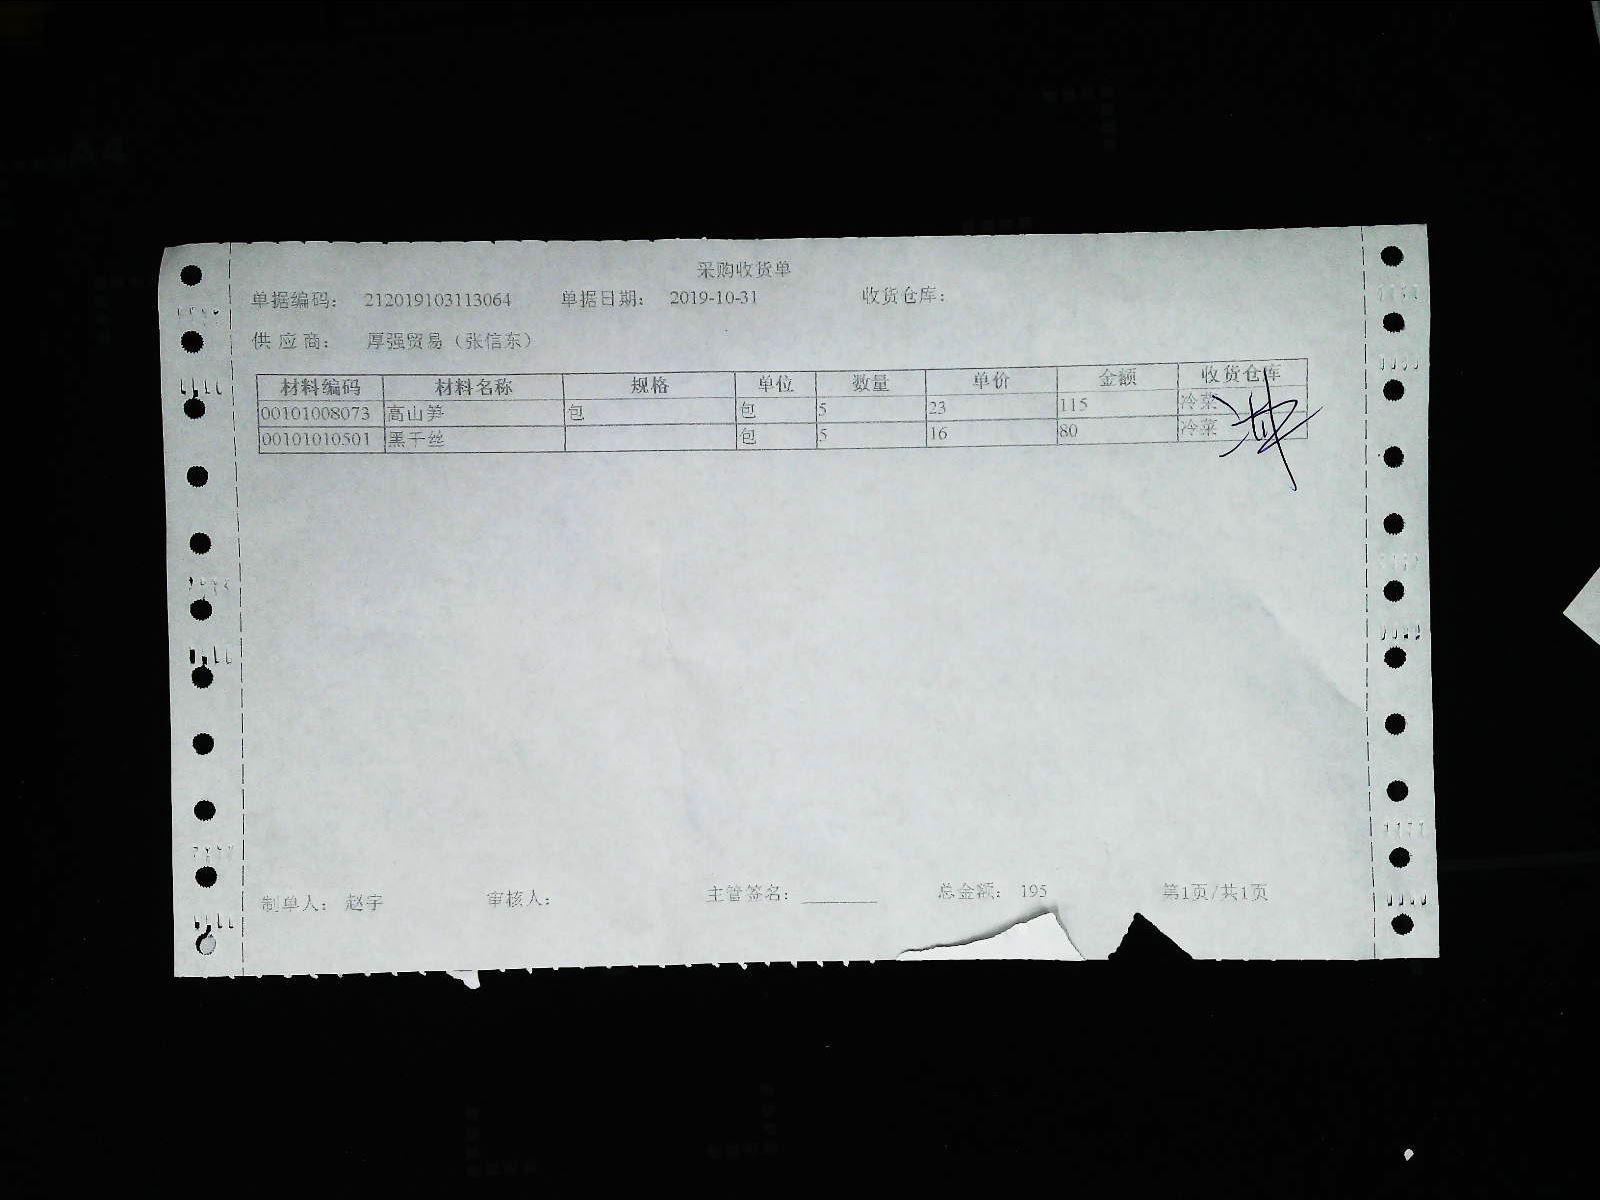 采购收货单
单据编码： 212019103113064 单据日期： 2019-10-31 收货仓库：
供 应 商： 厚强贸易（张信东）
材料编码 材料名称 规格 单位 数量 单价 金额 收货仓库
00101008073 高山笋 包 包 5 23 115 冷菜
00101010501 黑干丝 包 5 16 80 冷菜
制单人： 赵宇 审核人： 主管签名： 总金额： 195 第1页/共1页